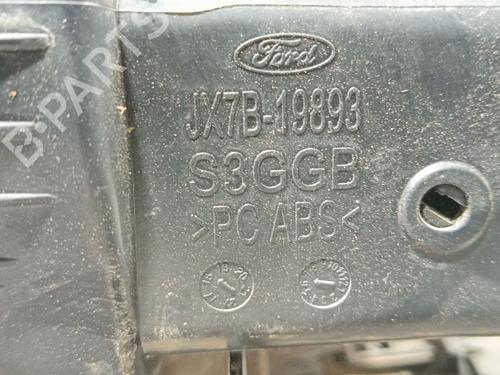 Ford
JX7B-19893
S3GGB
>PC ABS<
B-PARTS